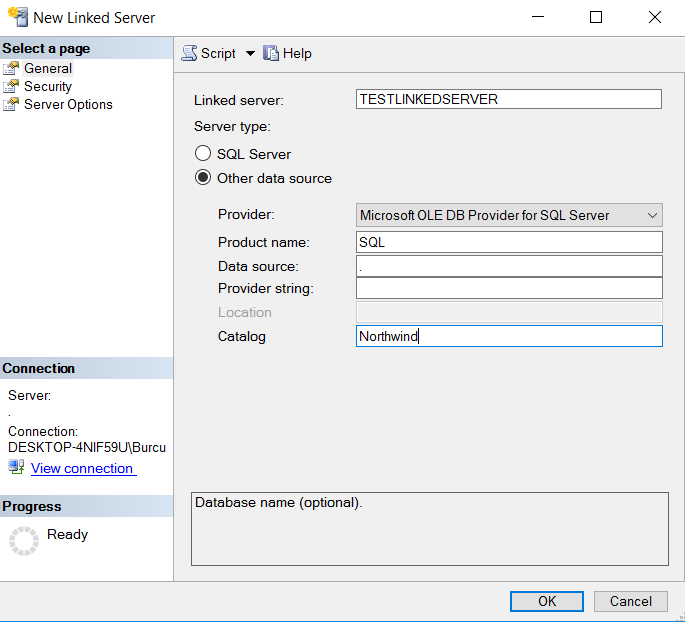 New Linked Server
Select a page
General
Security
Server Options
Script
Help
Linked server:
TESTLINKEDSERVER
Server type:
SQL Server
Other data source
Provider:
Microsoft OLE DB Provider for SQL Server
Product name:
SQL
Data source:
.
Provider string:
Location
Catalog
Northwind
Connection
Server:
.
Connection:
DESKTOP-4NIF59U\Burcu
View connection
Progress
Ready
Database name (optional).
OK
Cancel